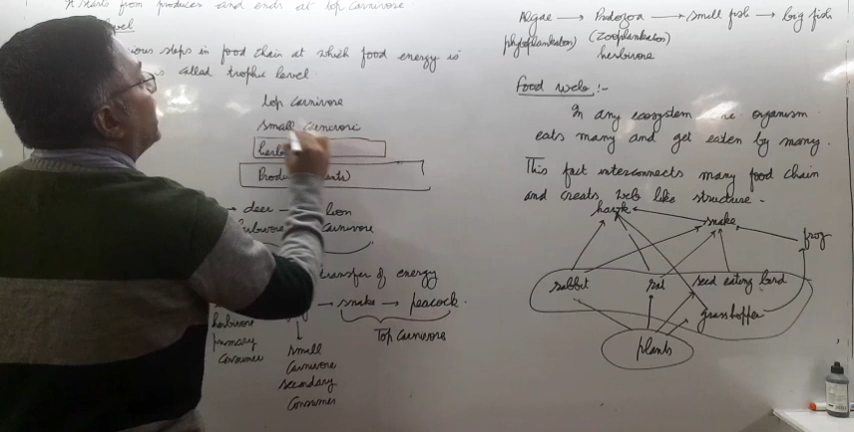 It starts from producer and ends at top carnivore
level
ious steps in food chain at which food energy is
is called trophic level
top carnivore
small
deer lion
carnivore
transfer of energy
→ snake → peacock.
Top carnivore
herbivore
primary
consumer
small
carnivore
secondary
consumer
Algae → Protozoa → small fish → big fish
(phytoplankton) (zooplankton)
herbivore
Food web :-
In any ecosystem one organism
eats many and get eaten by many.
This fact interconnects many food chain
and creats web like structure.
hawk
snake
frog
rabbit rat seed eating bird
grasshopper
plants